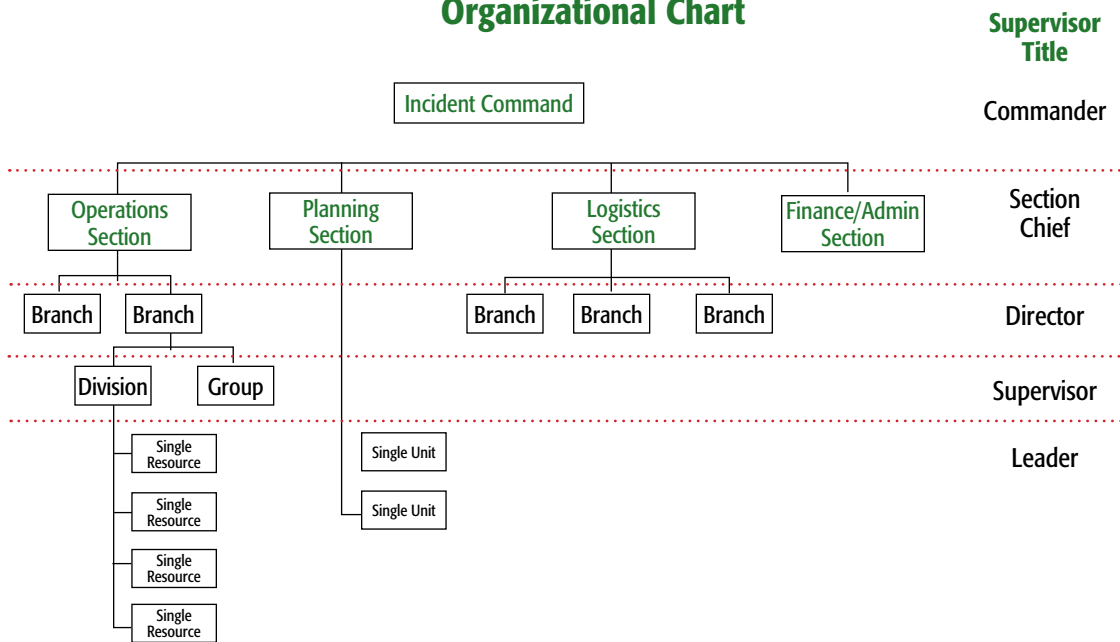 Organizational Chart
Supervisor
Title
Incident Command
Commander
Operations
Section
Planning
Section
Logistics
Section
Finance/Admin
Section
Section
Chief
Branch
Branch
Branch
Branch
Branch
Director
Division
Group
Supervisor
Single
Resource
Single Unit
Leader
Single
Resource
Single Unit
Single
Resource
Single
Resource